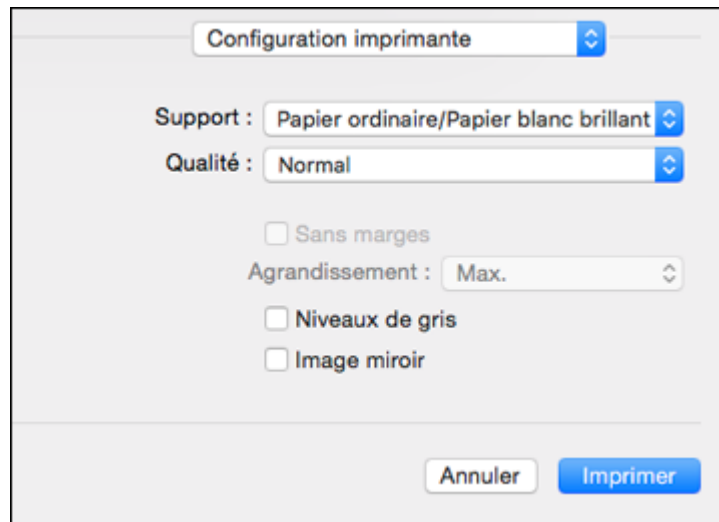 Configuration imprimante
Support : Papier ordinaire/Papier blanc brillant
Qualité : Normal
Sans marges
Agrandissement : Max.
Niveaux de gris
Image miroir
Annuler Imprimer